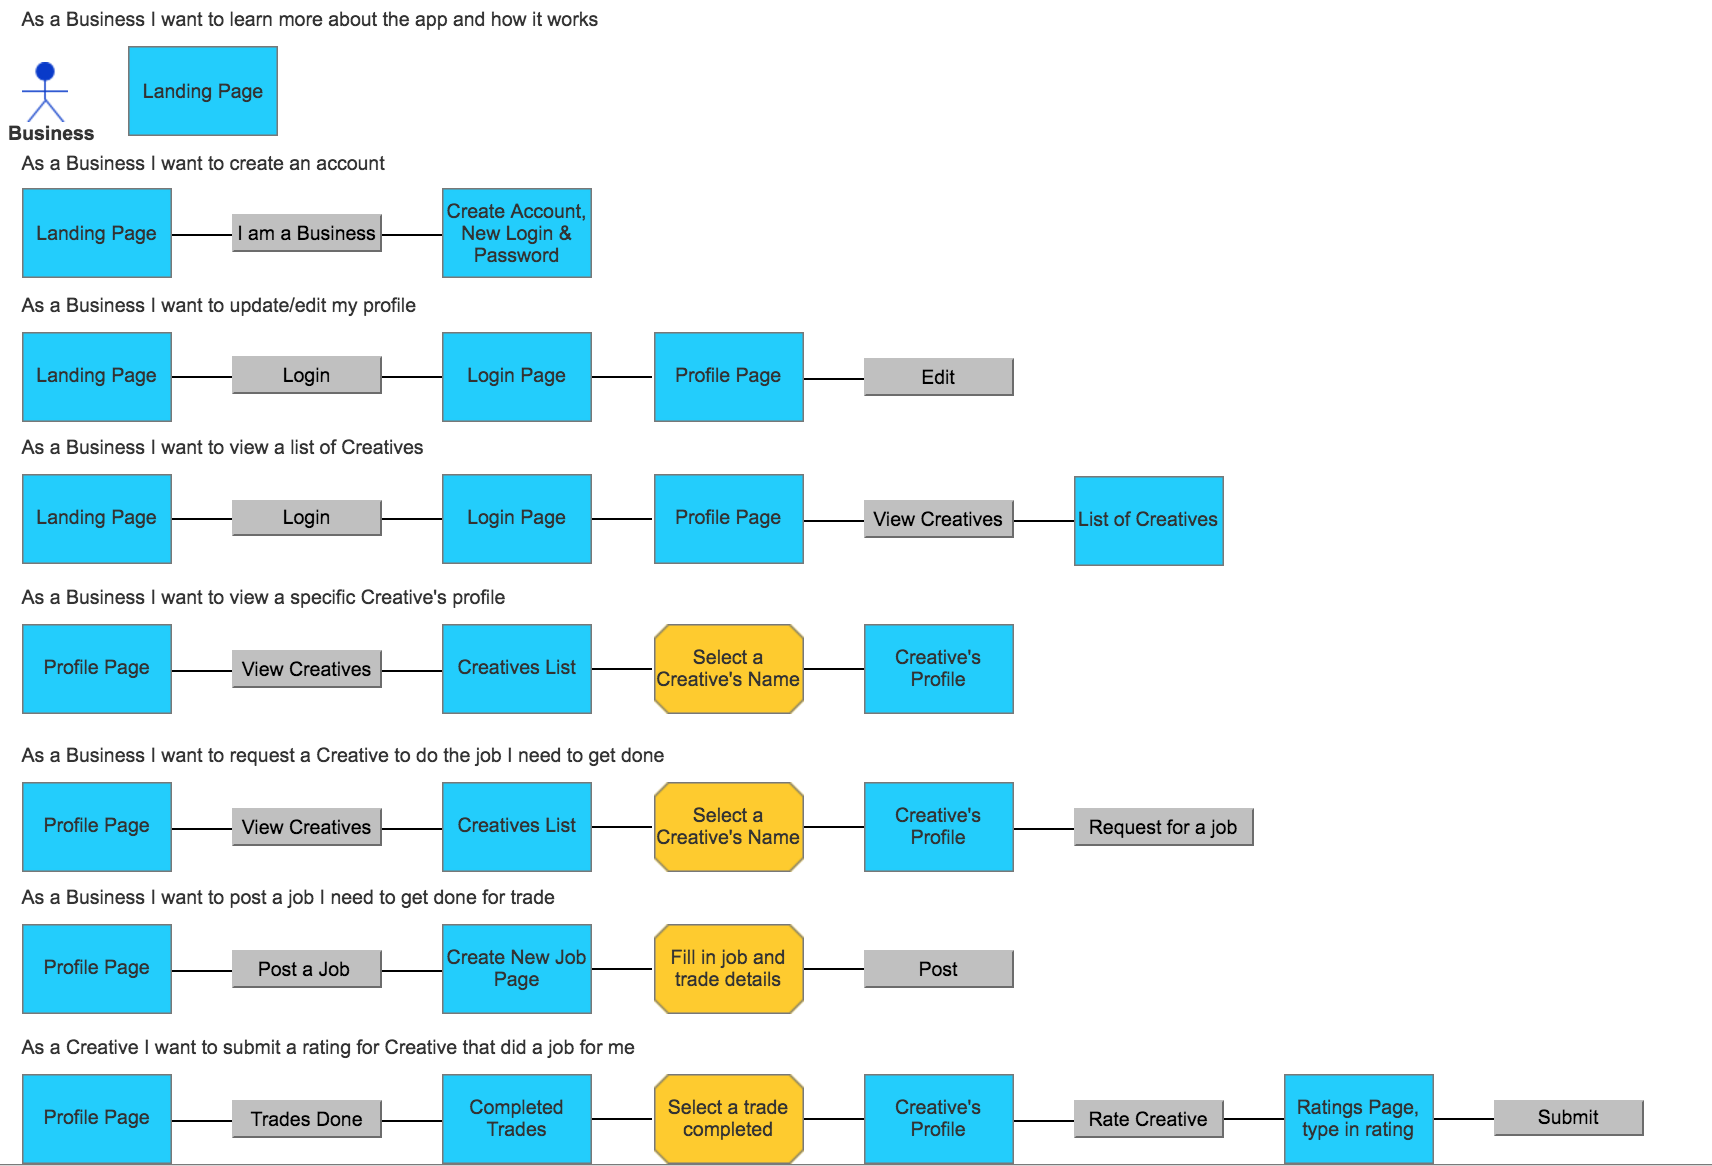 As a Business I want to learn more about the app and how it works
Landing Page
Business
As a Business I want to create an account
Landing Page
I am a Business
Create Account,
New Login &
Password
As a Business I want to update/edit my profile
Landing Page
Login
Login Page
Profile Page
Edit
As a Business I want to view a list of Creatives
Landing Page
Login
Login Page
Profile Page
View Creatives
List of Creatives
As a Business I want to view a specific Creative's profile
Profile Page
View Creatives
Creatives List
Select a
Creative's Name
Creative's
Profile
As a Business I want to request a Creative to do the job I need to get done
Profile Page
View Creatives
Creatives List
Select a
Creative's Name
Creative's
Profile
Request for a job
As a Business I want to post a job I need to get done for trade
Profile Page
Post a Job
Create New Job
Page
Fill in job and
trade details
Post
As a Creative I want to submit a rating for Creative that did a job for me
Profile Page
Trades Done
Completed
Trades
Select a trade
completed
Creative's
Profile
Rate Creative
Ratings Page,
type in rating
Submit